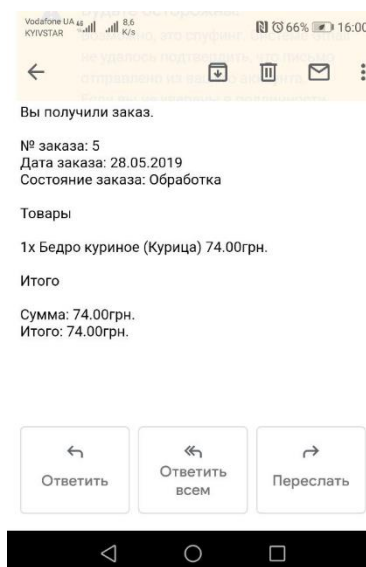 Vodafone UA
KYIVSTAR
8,6
K/s
66%
16:00
Вы получили заказ.
№ заказа: 5
Дата заказа: 28.05.2019
Состояние заказа: Обработка
Товары
1x Бедро куриное (Курица) 74.00грн.
Итого
Сумма: 74.00грн.
Итого: 74.00грн.
Ответить
Ответить
всем
Переслать